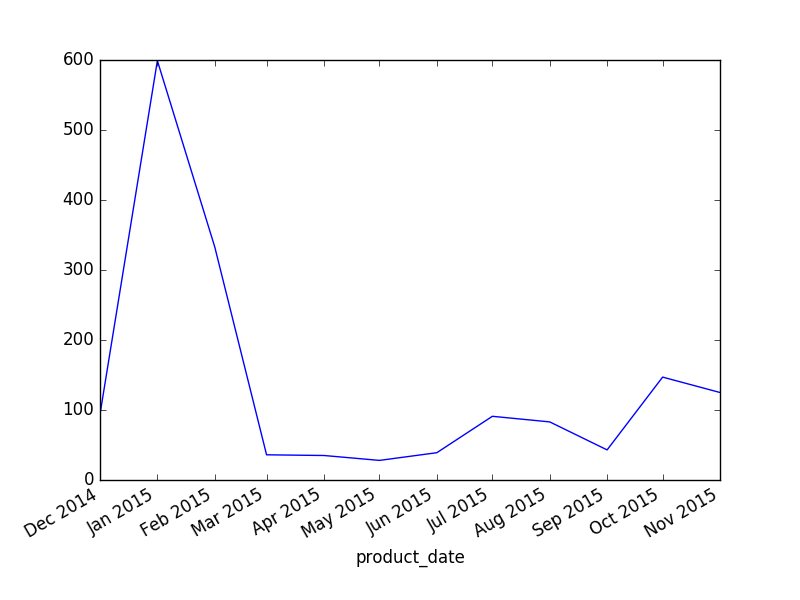 600
500
400
300
200
100
0
Dec 2014
Jan 2015
Feb 2015
Mar 2015
Apr 2015
May 2015
Jun 2015
Jul 2015
Aug 2015
Sep 2015
Oct 2015
Nov 2015
product_date